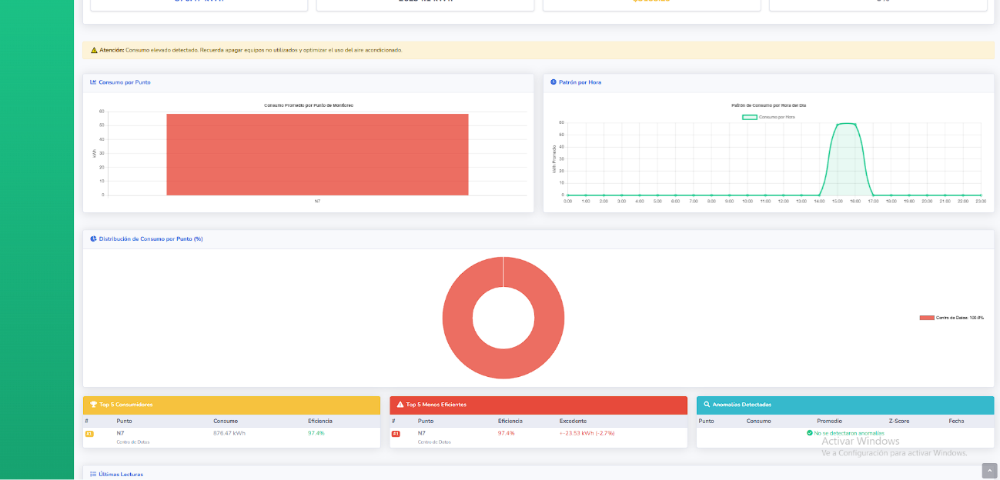 Atención: Consumo elevado detectado. Recuerda apagar equipos no utilizados y optimizar el uso del aire acondicionado.
Consumo por Punto
Consumo Promedio por Punto de Monitoreo
60
50
40
30
20
10
0
kWh
N7
Patrón por Hora
Patrón de Consumo por Hora del Día
Consumo por Hora
60
50
40
30
20
10
0
kWh Promedio
0:00 1:00 2:00 3:00 4:00 5:00 6:00 7:00 8:00 9:00 10:00 11:00 12:00 13:00 14:00 15:00 16:00 17:00 18:00 19:00 20:00 21:00 22:00 23:00
Distribución de Consumo por Punto (%)
Centro de Datos: 100.0%
Top 5 Consumidores
# Punto Consumo Eficiencia
#1 N7 876.47 kWh 97.4%
Centro de Datos
Top 5 Menos Eficientes
# Punto Eficiencia Excedente
#1 N7 97.4% +-23.53 kWh (-2.7%)
Centro de Datos
Anomalías Detectadas
Punto Consumo Promedio Z-Score Fecha
No se detectaron anomalías
Activar Windows
Ve a Configuración para activar Windows.
Últimas Lecturas